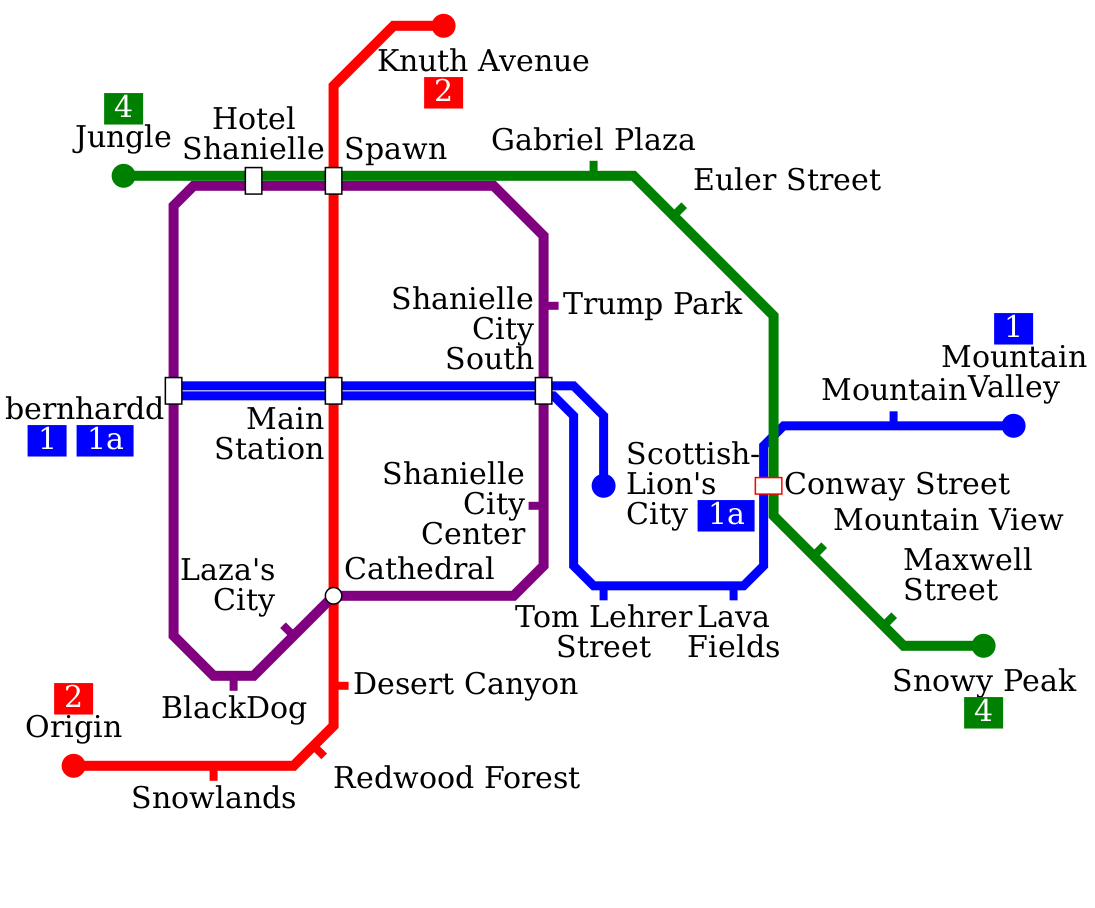 Knuth Avenue
2
4
Jungle
Hotel
Shanielle
Spawn
Gabriel Plaza
Euler Street
Shanielle
City
South
Trump Park
1
Mountain
Valley
Mountain
bernhardd
1 1a
Main
Station
Scottish-
Lion's
City 1a
Conway Street
Shanielle
City
Center
Mountain View
Maxwell
Street
Laza's
City
Cathedral
Tom Lehrer
Street
Lava
Fields
BlackDog
Desert Canyon
Snowy Peak
4
2
Origin
Redwood Forest
Snowlands